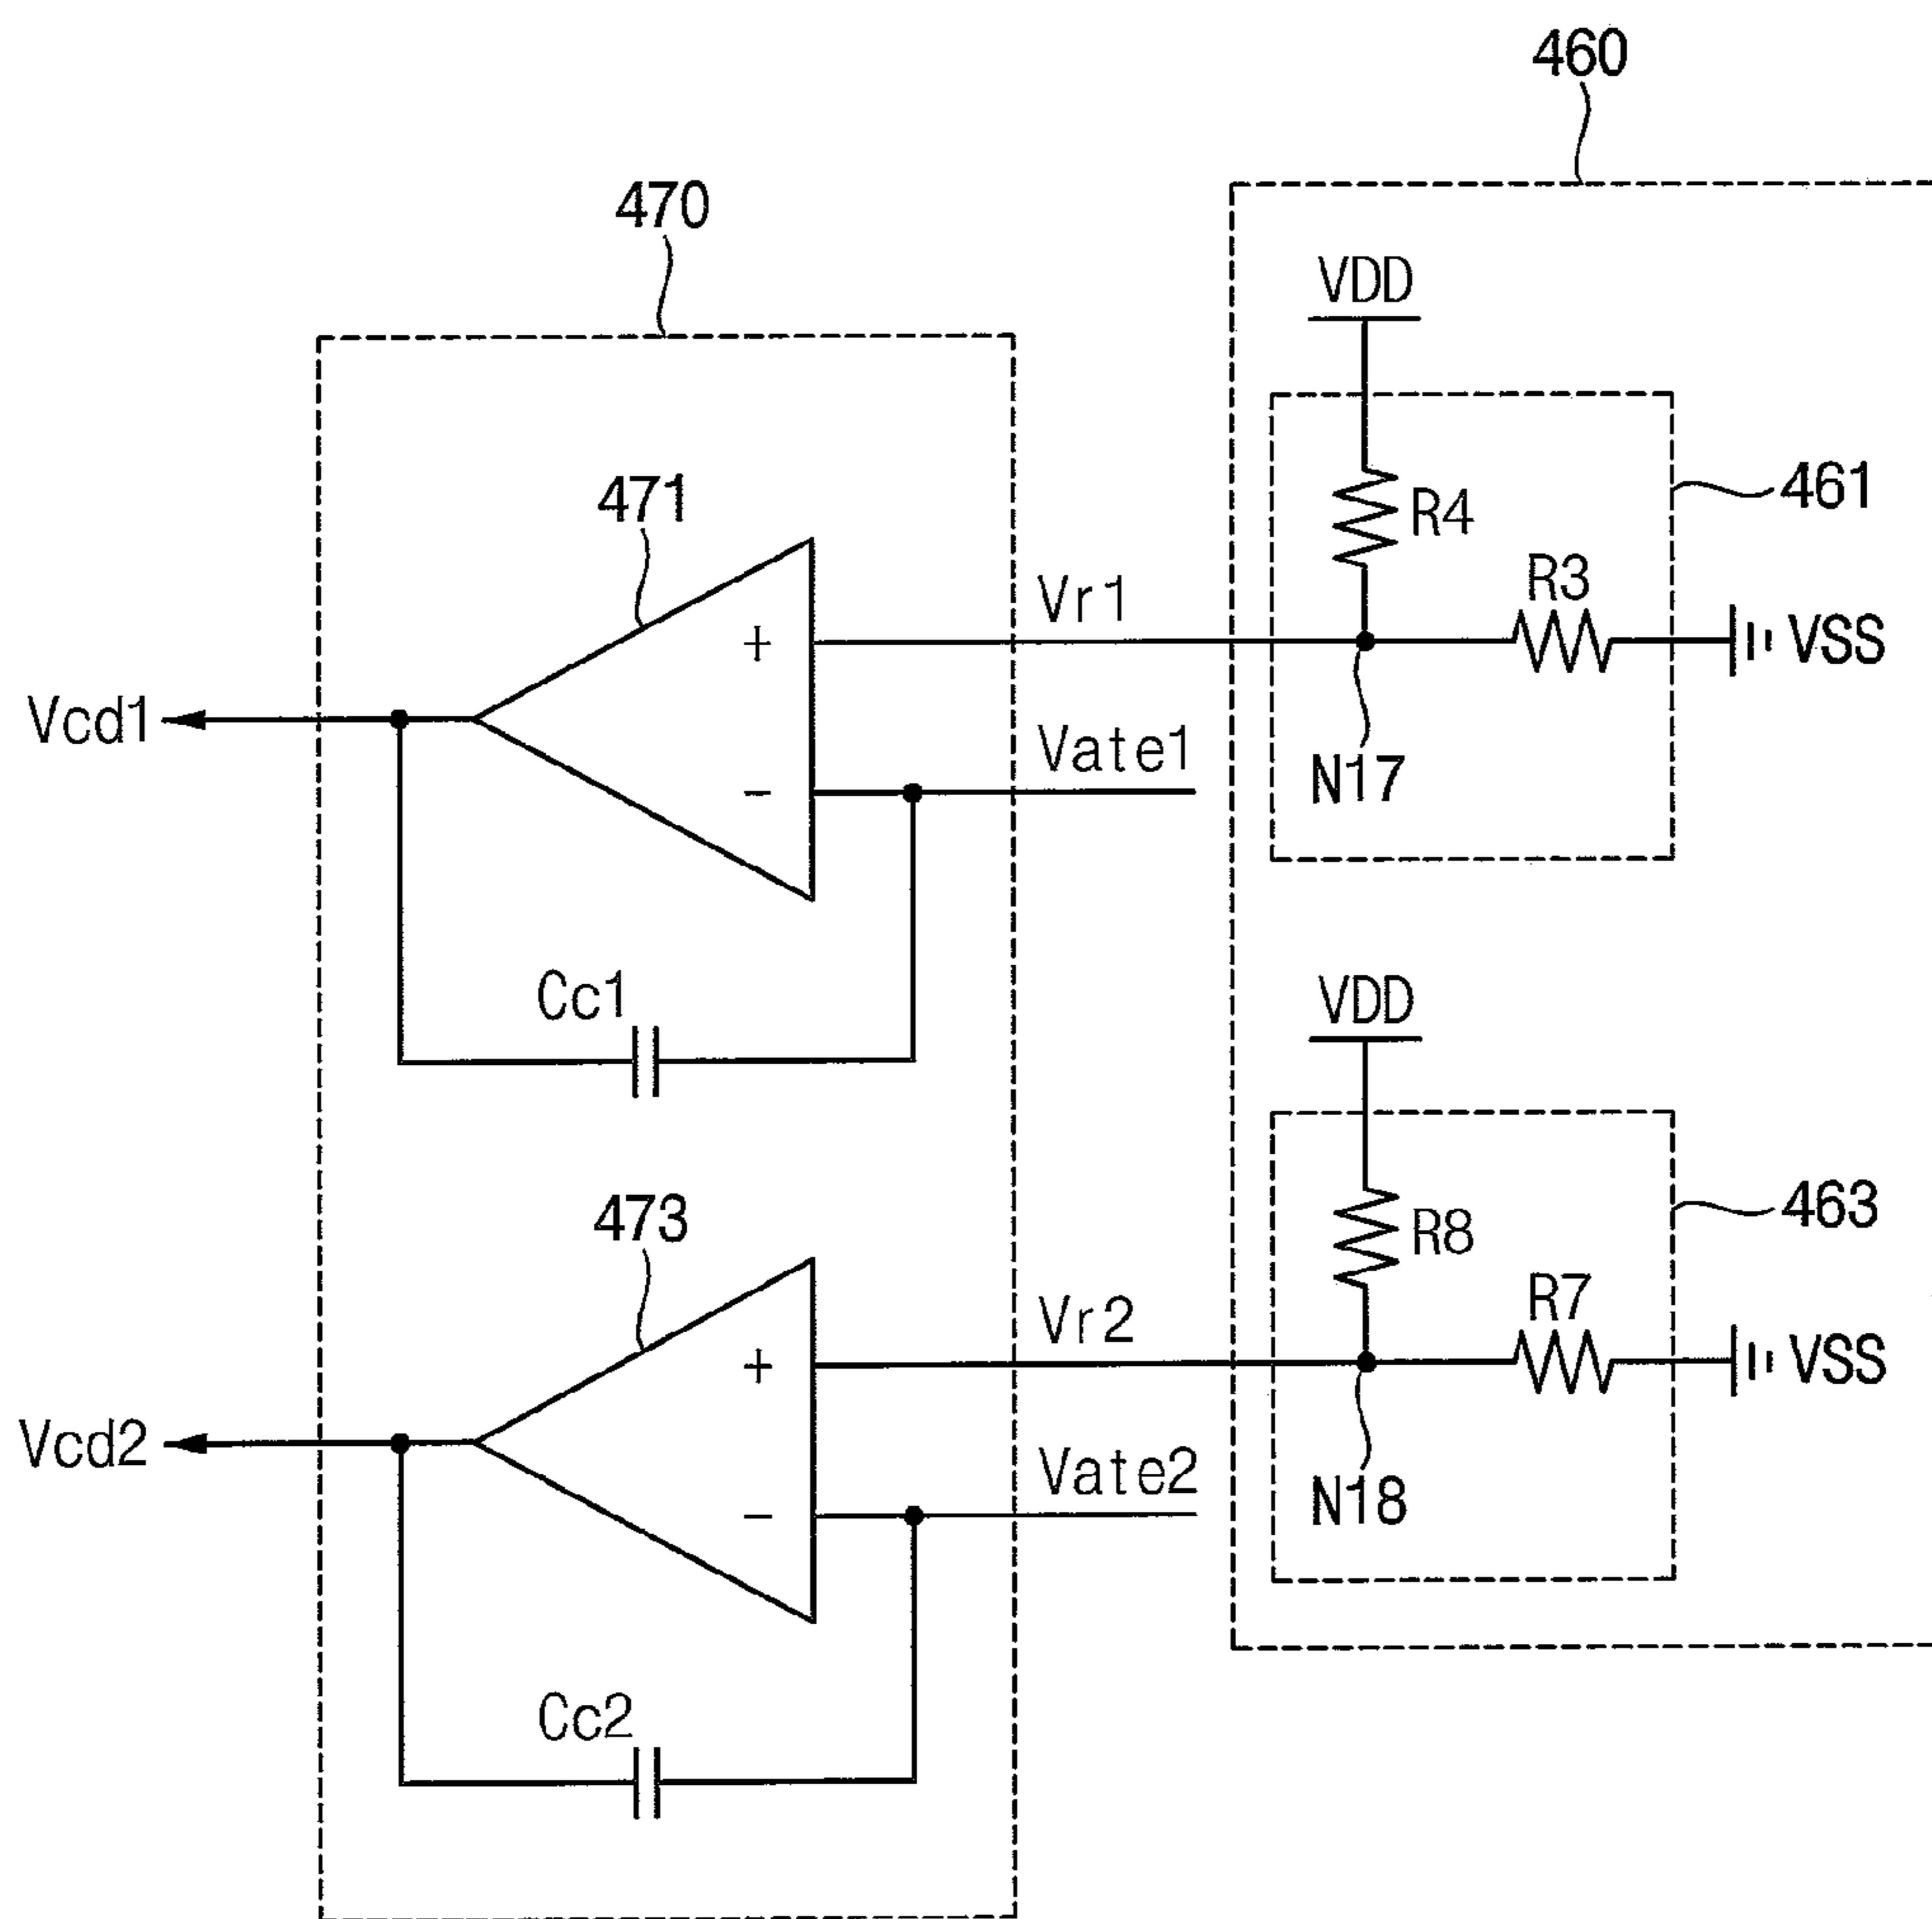 460
470
VDD
471
R4
461
Vr1
R3
VSS
Vcd1
Vate1
+
-
N17
Cc1
VDD
473
R8
463
Vr2
R7
VSS
Vcd2
Vate2
+
-
N18
Cc2